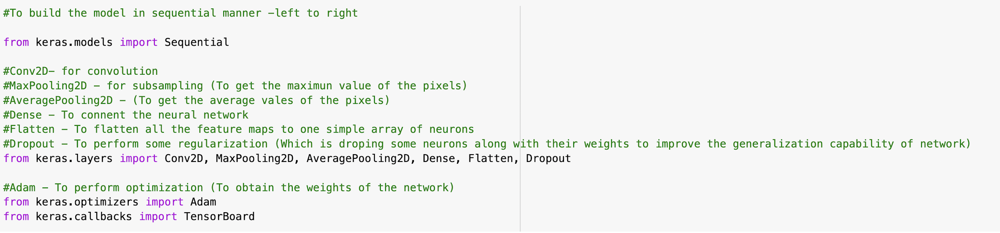 #To build the model in sequential manner -left to right
from keras.models import Sequential
#Conv2D- for convolution
#MaxPooling2D - for subsampling (To get the maximun value of the pixels)
#AveragePooling2D - (To get the average vales of the pixels)
#Dense - To connent the neural network
#Flatten - To flatten all the feature maps to one simple array of neurons
#Dropout - To perform some regularization (Which is droping some neurons along with their weights to improve the generalization capability of network)
from keras.layers import Conv2D, MaxPooling2D, AveragePooling2D, Dense, Flatten, Dropout
#Adam - To perform optimization (To obtain the weights of the network)
from keras.optimizers import Adam
from keras.callbacks import TensorBoard